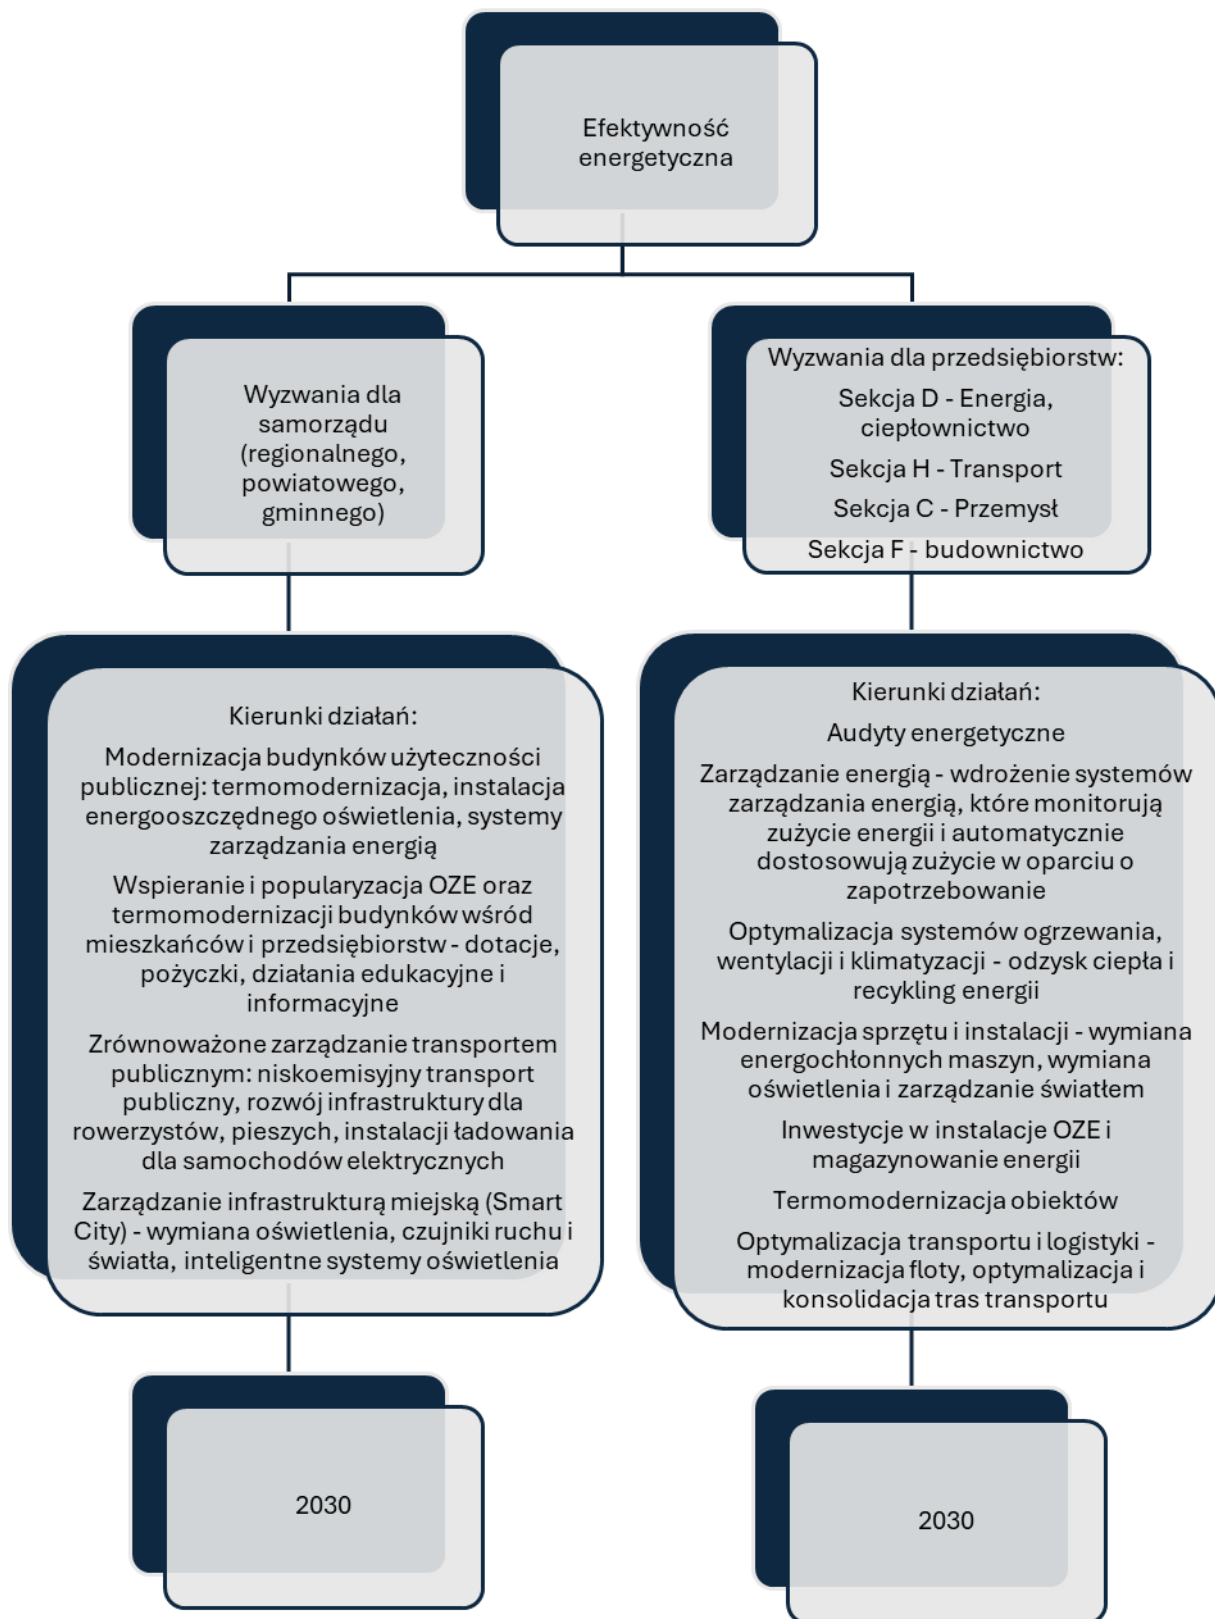 Efektywność
energetyczna
Wyzwania dla
samorządu
(regionalnego,
powiatowego,
gminnego)
Wyzwania dla przedsiębiorstw:
Sekcja D - Energia,
ciepłownictwo
Sekcja H - Transport
Sekcja C - Przemysł
Sekcja F - budownictwo
Kierunki działań:
Modernizacja budynków użyteczności
publicznej: termomodernizacja, instalacja
energooszczędnego oświetlenia, systemy
zarządzania energią
Wspieranie i popularyzacja OZE oraz
termomodernizacji budynków wśród
mieszkańców i przedsiębiorstw - dotacje,
pożyczki, działania edukacyjne i
informacyjne
Zrównoważone zarządzanie transportem
publicznym: niskoemisyjny transport
publiczny, rozwój infrastruktury dla
rowerzystów, pieszych, instalacji ładowania
dla samochodów elektrycznych
Zarządzanie infrastrukturą miejską (Smart
City) - wymiana oświetlenia, czujniki ruchu i
światła, inteligentne systemy oświetlenia
Kierunki działań:
Audyty energetyczne
Zarządzanie energią - wdrożenie systemów
zarządzania energią, które monitorują
zużycie energii i automatycznie
dostosowują zużycie w oparciu o
zapotrzebowanie
Optymalizacja systemów ogrzewania,
wentylacji i klimatyzacji - odzysk ciepła i
recykling energii
Modernizacja sprzętu i instalacji - wymiana
energochłonnych maszyn, wymiana
oświetlenia i zarządzanie światłem
Inwestycje w instalacje OZE i
magazynowanie energii
Termomodernizacja obiektów
Optymalizacja transportu i logistyki -
modernizacja floty, optymalizacja i
konsolidacja tras transportu
2030
2030